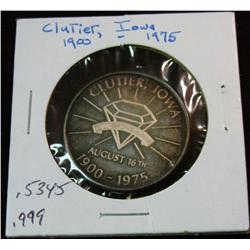 Clutier, Iowa
1900 - 1975
CLUTIER, IOWA
AUGUST 16TH
1900-1975
.5345
.999